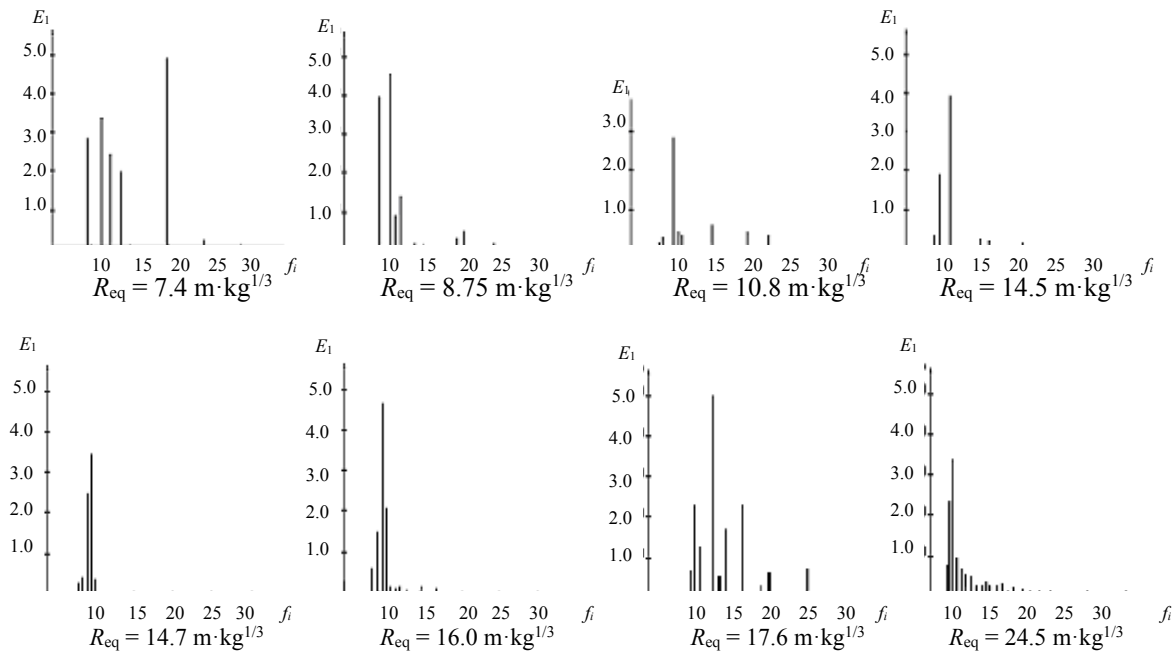 E1
5.0
4.0
3.0
2.0
1.0
10 15 20 25 30 fi
Req = 7.4 m·kg1/3
E1
5.0
4.0
3.0
2.0
1.0
10 15 20 25 30 fi
Req = 8.75 m·kg1/3
E1
3.0
2.0
1.0
10 15 20 25 30 fi
Req = 10.8 m·kg1/3
E1
5.0
4.0
3.0
2.0
1.0
10 15 20 25 30 fi
Req = 14.5 m·kg1/3
E1
5.0
4.0
3.0
2.0
1.0
10 15 20 25 30 fi
Req = 14.7 m·kg1/3
E1
5.0
4.0
3.0
2.0
1.0
10 15 20 25 30 fi
Req = 16.0 m·kg1/3
E1
5.0
4.0
3.0
2.0
1.0
10 15 20 25 30 fi
Req = 17.6 m·kg1/3
E1
5.0
4.0
3.0
2.0
1.0
10 15 20 25 30 fi
Req = 24.5 m·kg1/3